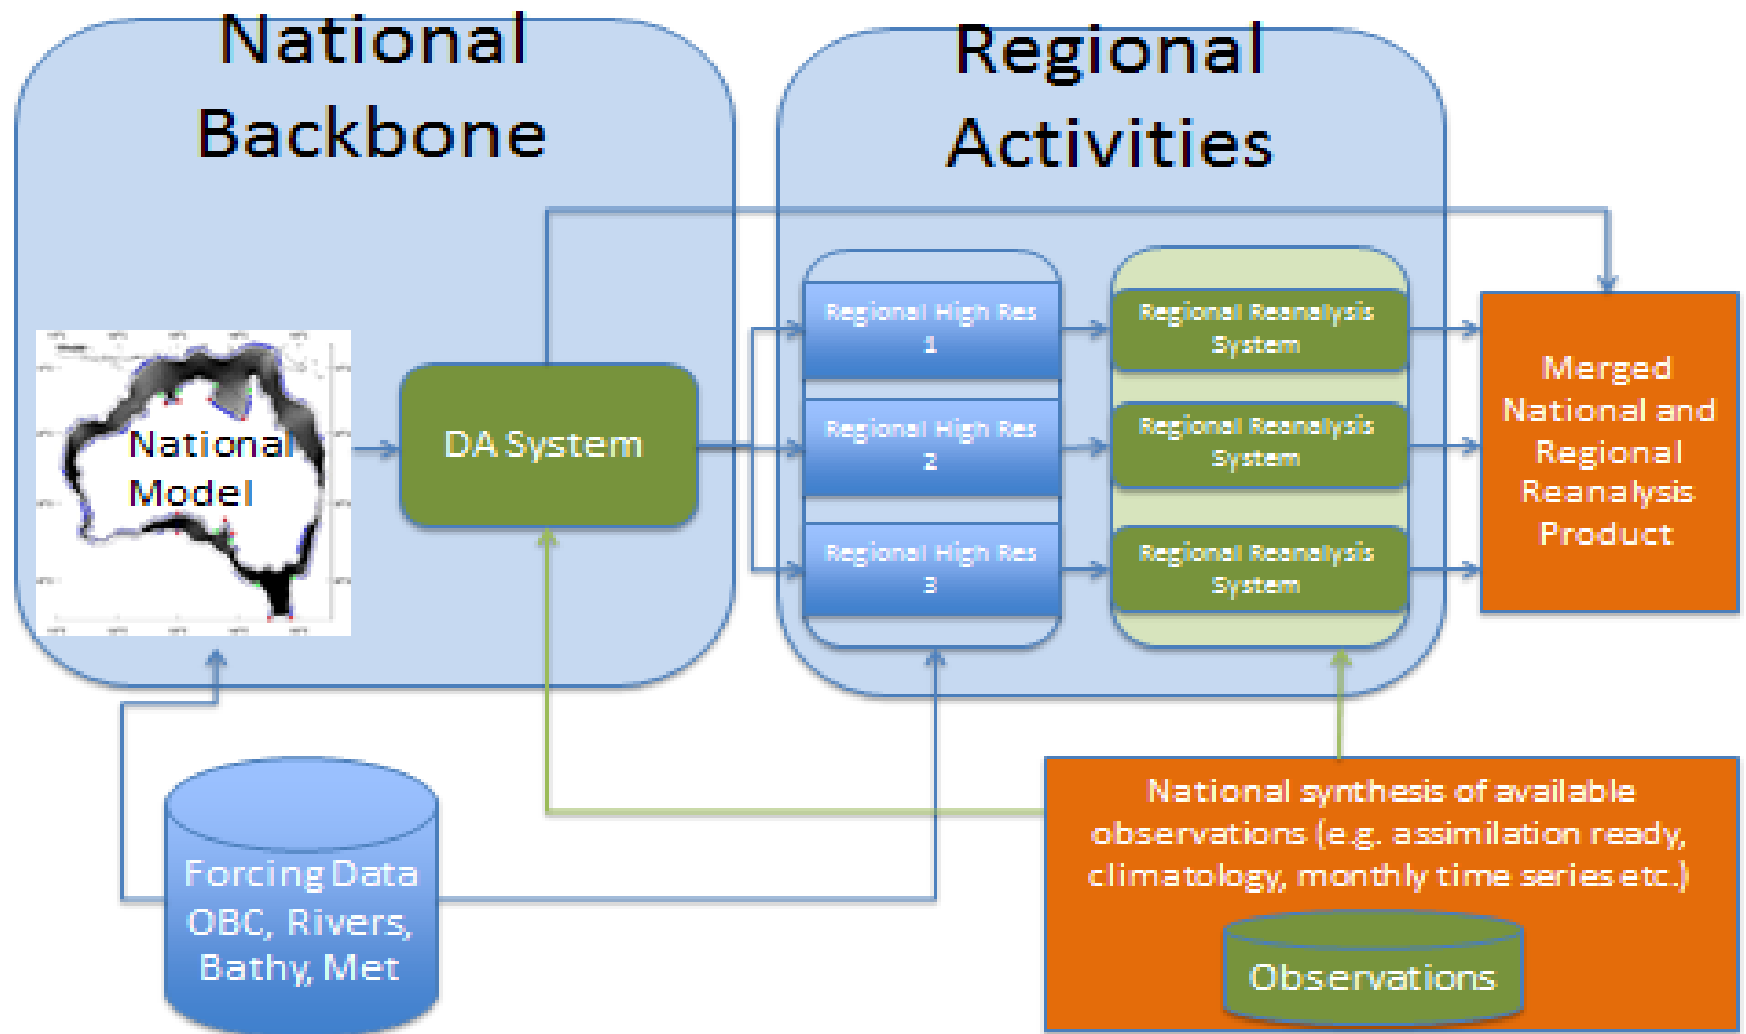 National
Backbone
Regional
Activities
National
Model
DA System
Regional High Res
1
Regional High Res
2
Regional High Res
3
Regional Reanalysis
System
Regional Reanalysis
System
Regional Reanalysis
System
Merged
National and
Regional
Reanalysis
Product
Forcing Data
OBC, Rivers,
Bathy, Met
National synthesis of available
observations (e.g. assimilation ready,
climatology, monthly time series etc.)
Observations